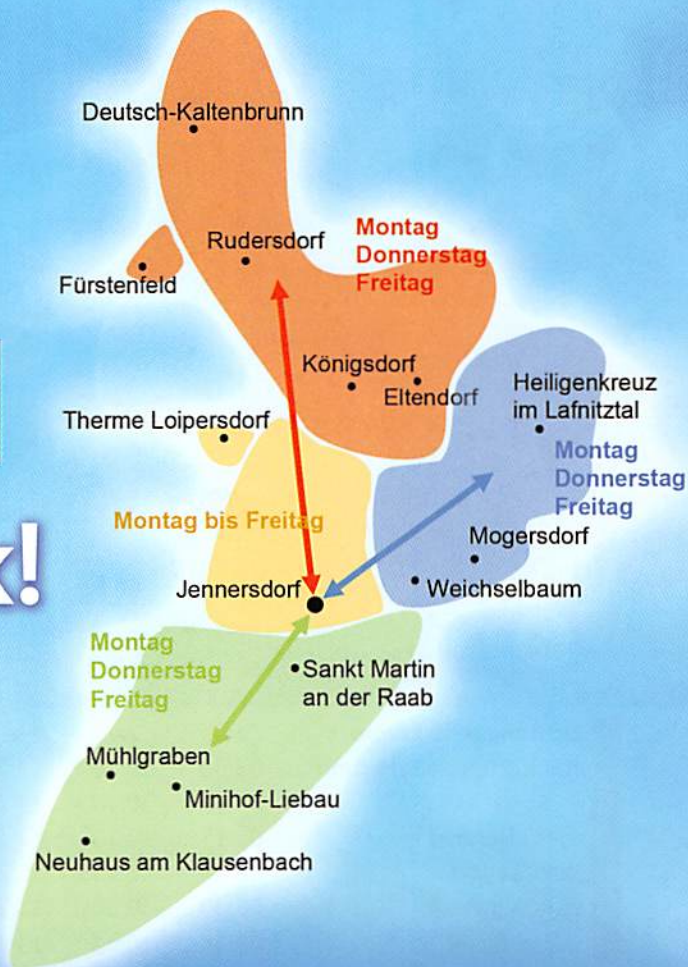 Deutsch-Kaltenbrunn
Rudersdorf
Montag
Donnerstag
Freitag
Fürstenfeld
Königsdorf
Eltendorf
Heiligenkreuz
im Lafnitztal
Therme Loipersdorf
Montag
Donnerstag
Freitag
Montag bis Freitag
Mogersdorf
k!
Jennersdorf
Weichselbaum
Montag
Donnerstag
Freitag
Sankt Martin
an der Raab
Mühlgraben
Minihof-Liebau
Neuhaus am Klausenbach